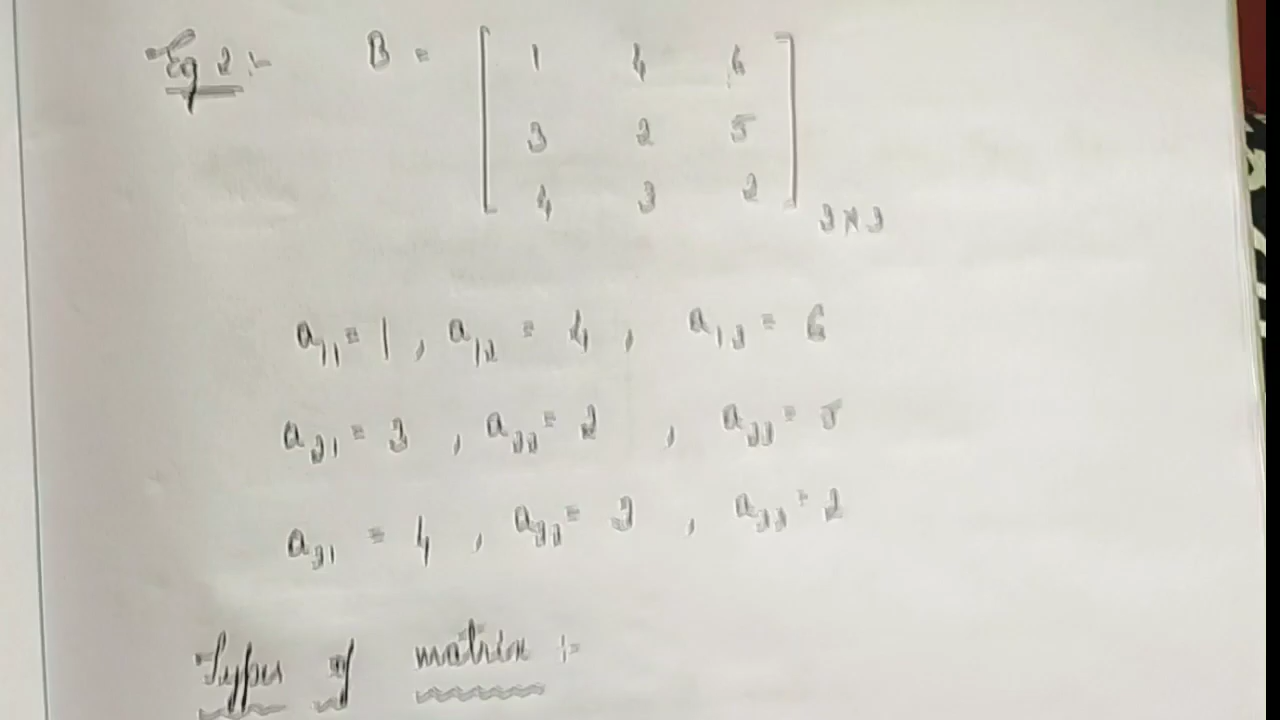 Eg 2:-
B = [ 1 4 6
3 2 5
4 3 2 ] 3×3
a11 = 1 , a12 = 4 , a13 = 6
a21 = 3 , a22 = 2 , a23 = 5
a31 = 4 , a32 = 3 , a33 = 2
Types of matrix :-